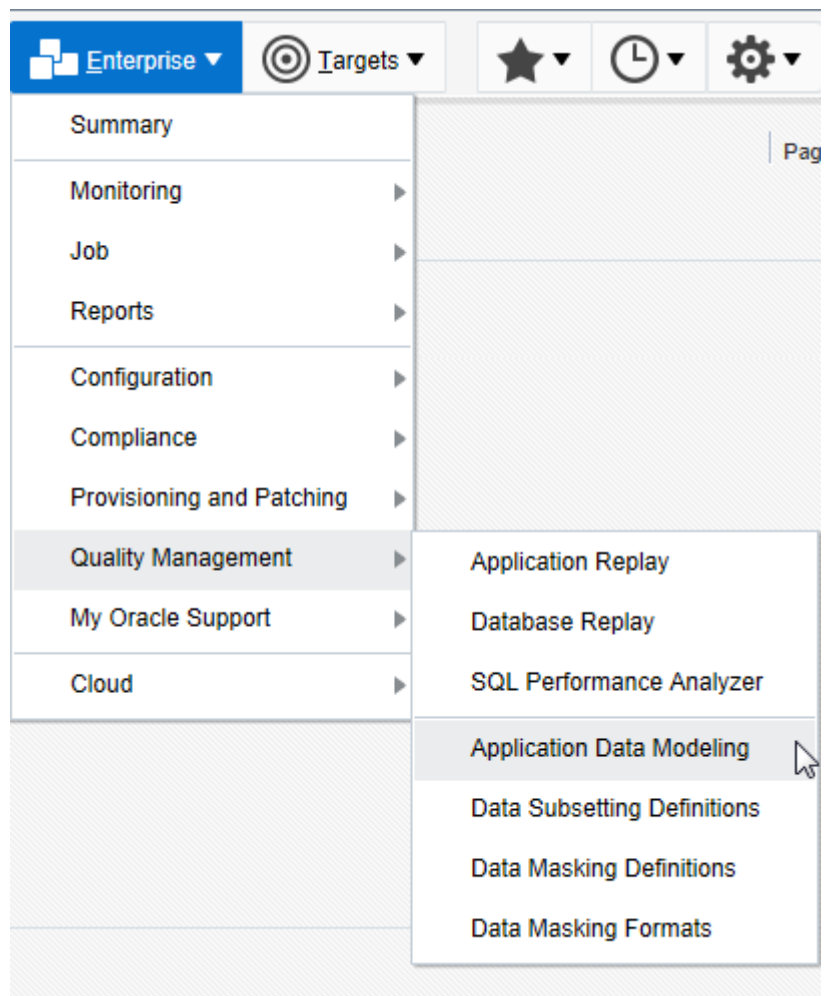 Enterprise
Targets
Summary
Pag
Monitoring
Job
Reports
Configuration
Compliance
Provisioning and Patching
Quality Management
My Oracle Support
Cloud
Application Replay
Database Replay
SQL Performance Analyzer
Application Data Modeling
Data Subsetting Definitions
Data Masking Definitions
Data Masking Formats